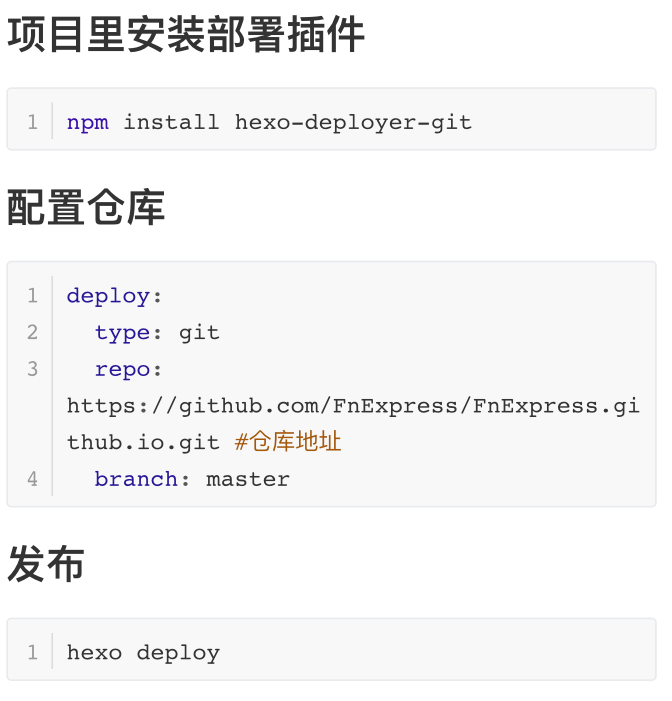 项目里安装部署插件
1 npm install hexo-deployer-git
配置仓库
1 deploy:
2   type: git
3   repo:
https://github.com/FnExpress/FnExpress.gi
thub.io.git #仓库地址
4   branch: master
发布
1 hexo deploy